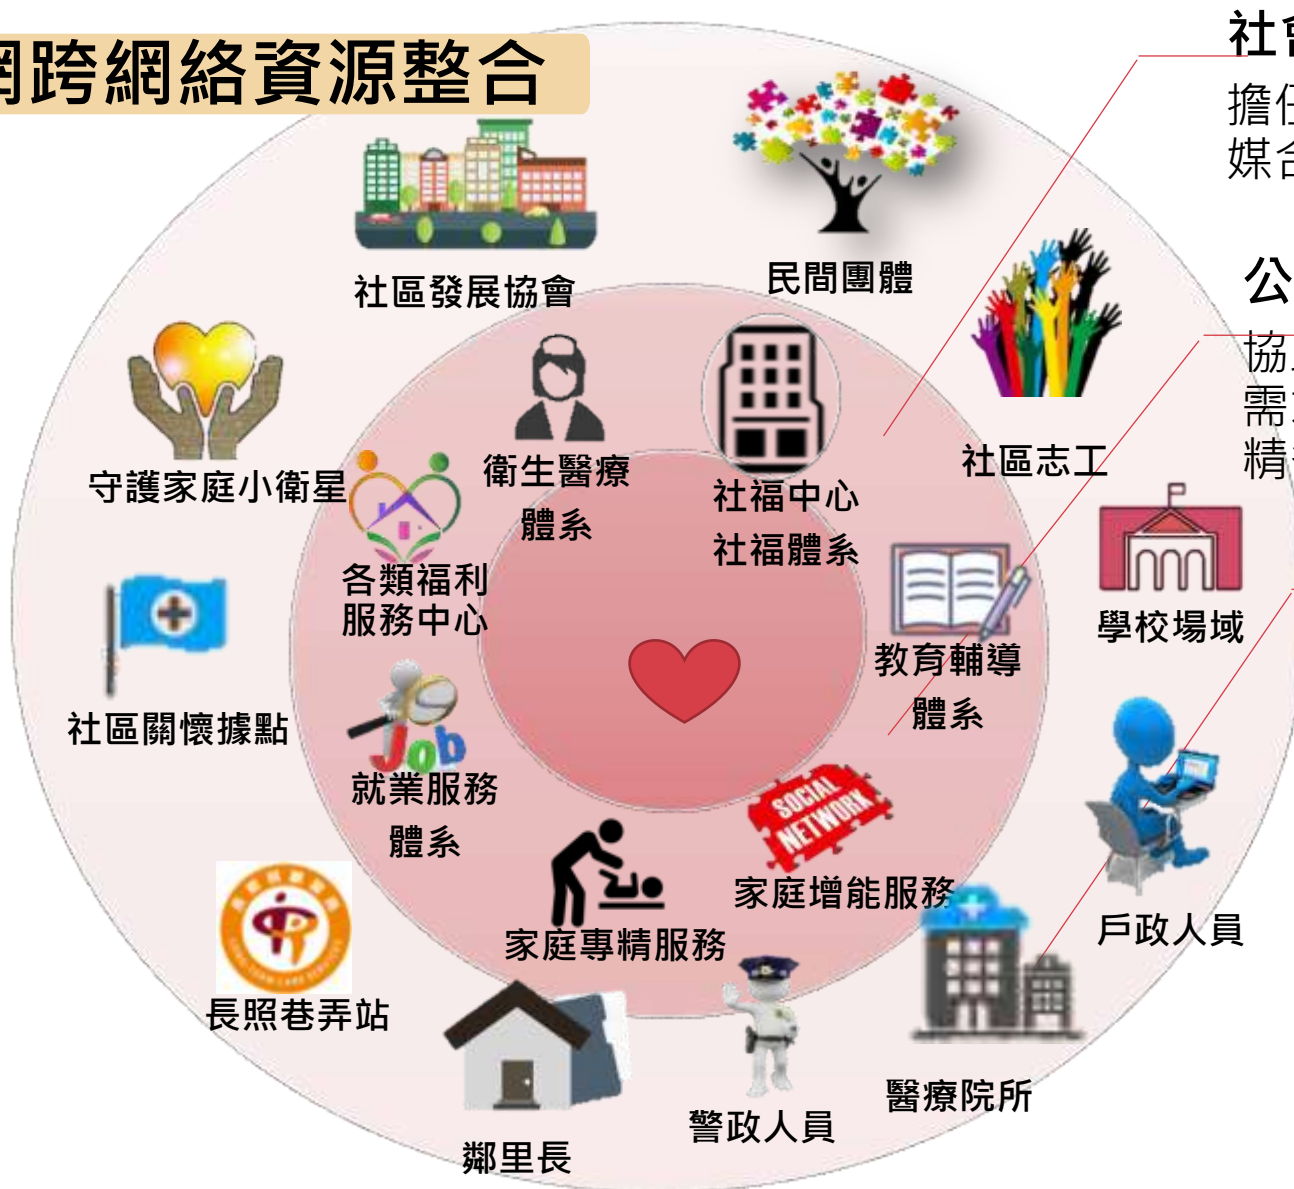 網跨網絡資源整合
社會
擔任
媒合
公
協
需
精
社區發展協會
民間團體
守護家庭小衛星
衛生醫療
體系
社福中心
社福體系
社區志工
各類福利
服務中心
教育輔導
體系
學校場域
社區關懷據點
Job
就業服務
體系
SOCIAL
NETWORK
家庭增能服務
家庭專精服務
戶政人員
長照巷弄站
醫療院所
警政人員
鄰里長